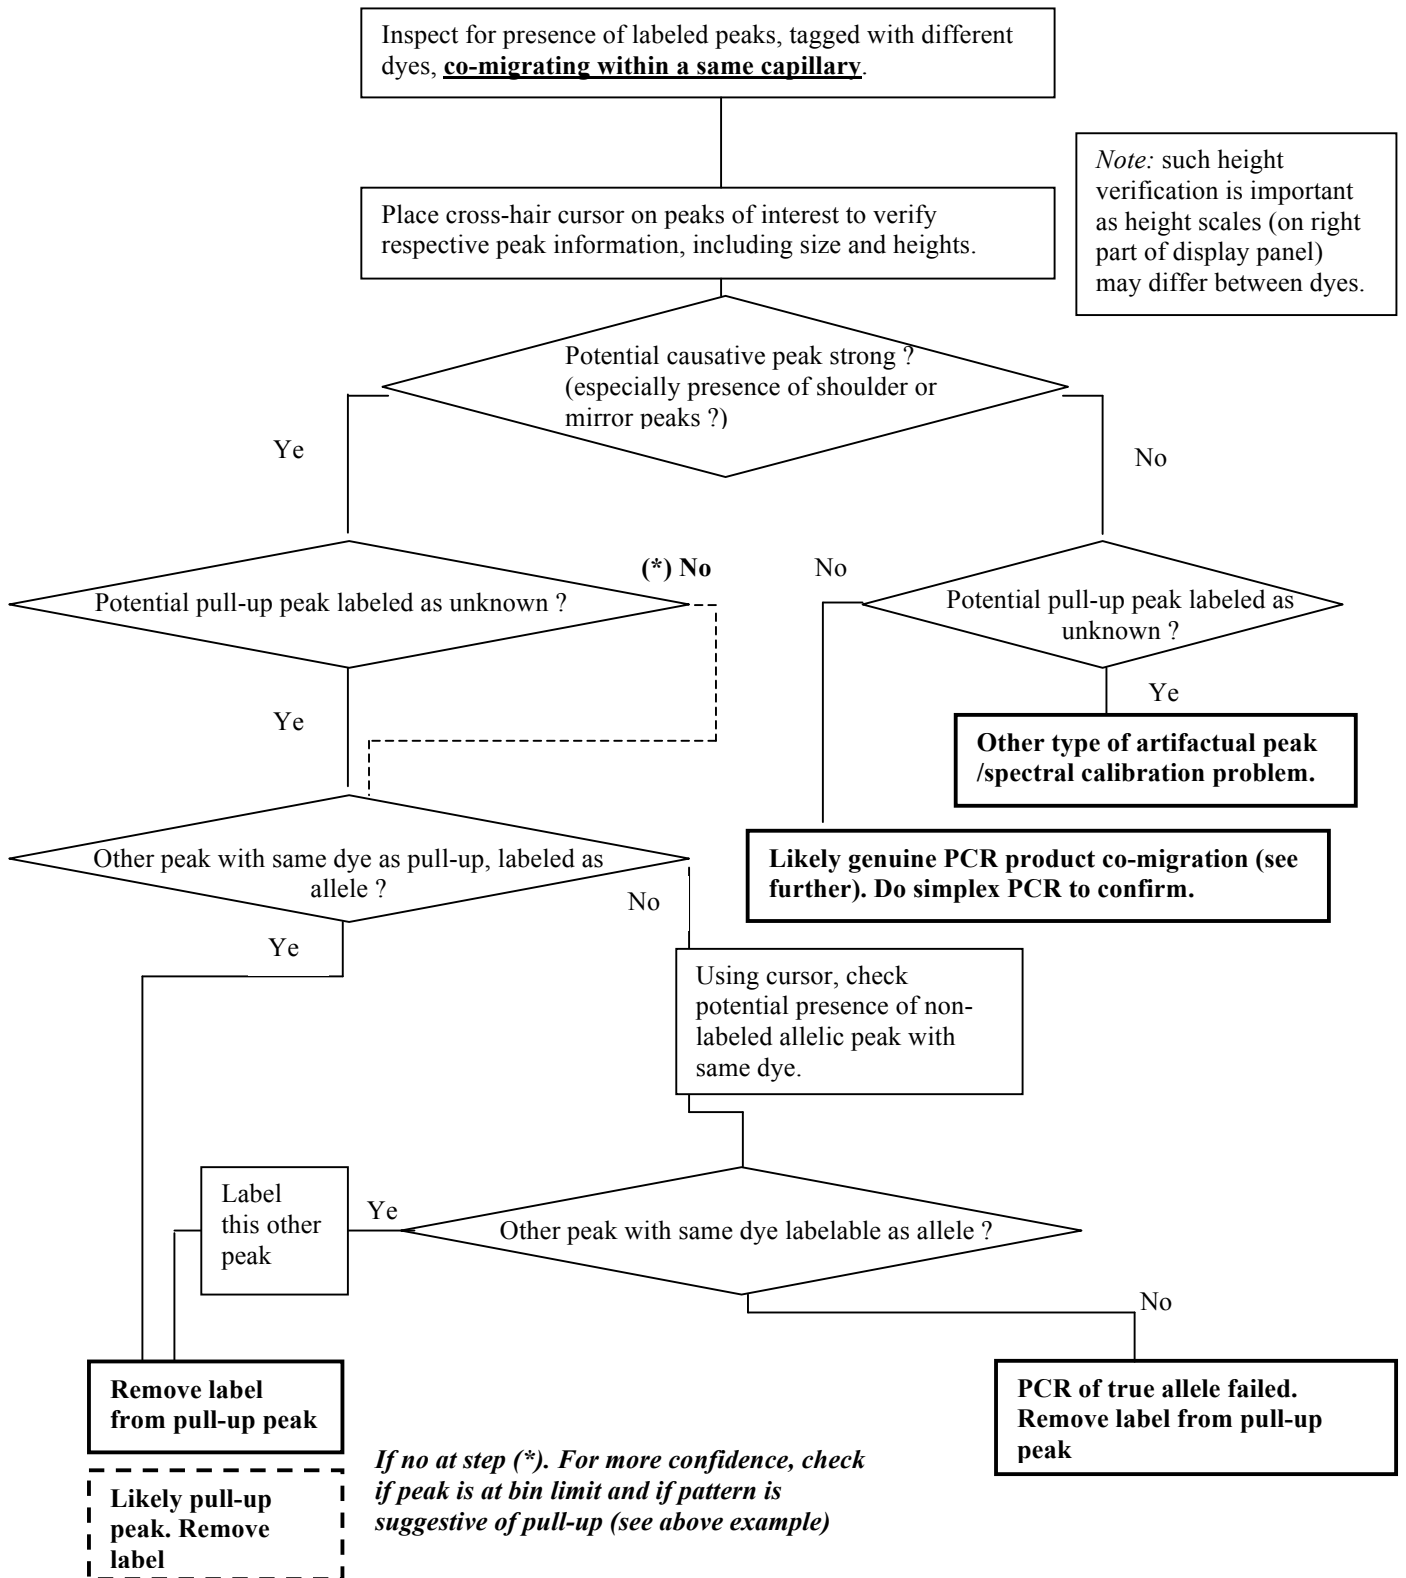 Inspect for presence of labeled peaks, tagged with different
dyes, co-migrating within a same capillary.
Note: such height
verification is important
as height scales (on right
part of display panel)
may differ between dyes.
Place cross-hair cursor on peaks of interest to verify
respective peak information, including size and heights.
Potential causative peak strong ?
(especially presence of shoulder or
mirror peaks ?)
Ye
No
Potential pull-up peak labeled as unknown ?
(*) No
No
Potential pull-up peak labeled as
unknown ?
Ye
Ye
Other type of artifactual peak
/spectral calibration problem.
Other peak with same dye as pull-up, labeled as
allele ?
No
Ye
Likely genuine PCR product co-migration (see
further). Do simplex PCR to confirm.
Using cursor, check
potential presence of non-
labeled allelic peak with
same dye.
Label
this other
peak
Ye
Other peak with same dye labelable as allele ?
No
Remove label
from pull-up peak
PCR of true allele failed.
Remove label from pull-up
peak
If no at step (*). For more confidence, check
if peak is at bin limit and if pattern is
suggestive of pull-up (see above example)
Likely pull-up
peak. Remove
label